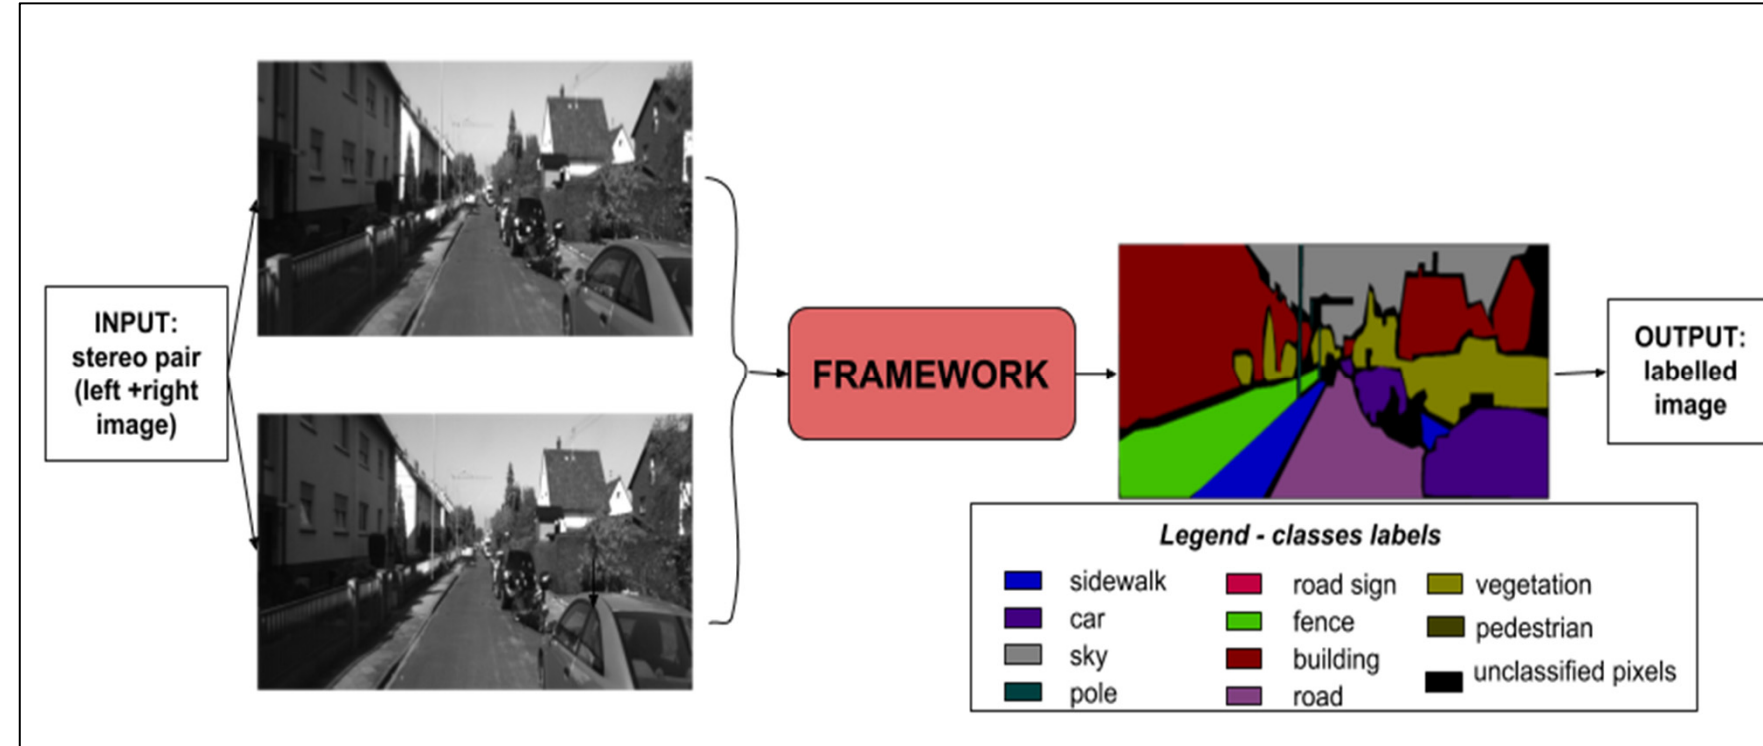 INPUT:
stereo pair
(left +right
image)
FRAMEWORK
OUTPUT:
labelled
image
Legend - classes labels
sidewalk
car
sky
pole
road sign
fence
building
road
vegetation
pedestrian
unclassified pixels